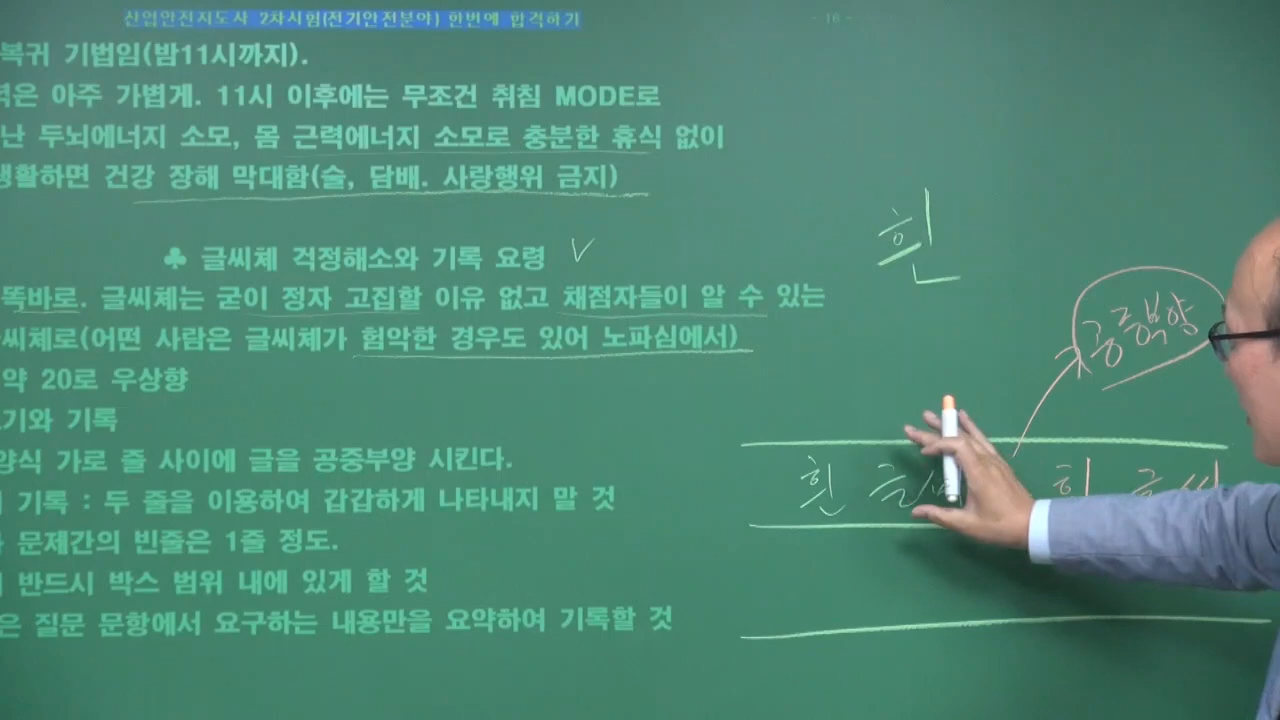 산업안전지도사 2차시험(전기안전분야) 한번에 합격하기
- 16 -
복귀 기법임(밤11시까지).
은 아주 가볍게. 11시 이후에는 무조건 취침 MODE로
난 두뇌에너지 소모, 몸 근력에너지 소모로 충분한 휴식 없이
생활하면 건강 장해 막대함(술, 담배. 사랑행위 금지)
흰
♣ 글씨체 걱정해소와 기록 요령 V
똑바로. 글씨체는 굳이 정자 고집할 이유 없고 채점자들이 알 수 있는
씨체로(어떤 사람은 글씨체가 험악한 경우도 있어 노파심에서)
공중부양
약 20로 우상향
기와 기록
양식 가로 줄 사이에 글을 공중부양 시킨다.
흰 글씨 흰 글씨
기록 : 두 줄을 이용하여 갑갑하게 나타내지 말 것
문제간의 빈줄은 1줄 정도.
반드시 박스 범위 내에 있게 할 것
은 질문 문항에서 요구하는 내용만을 요약하여 기록할 것